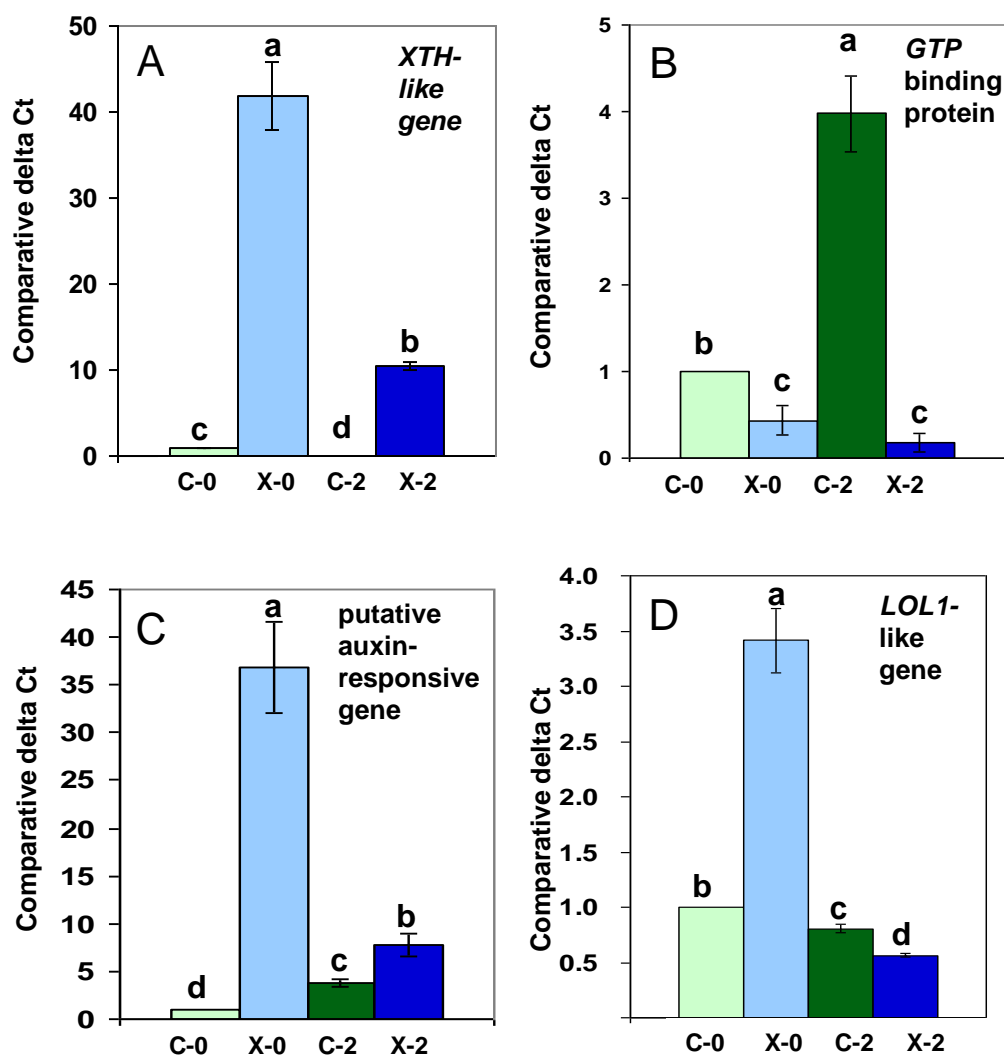 A
XTH-
like
gene
Comparative delta Ct
50
40
30
20
10
0
c
a
d
b
C-0 X-0 C-2 X-2
B
GTP
binding
protein
Comparative delta Ct
5
4
3
2
1
0
b
c
a
c
C-0 X-0 C-2 X-2
C
putative
auxin-
responsive
gene
Comparative delta Ct
45
40
35
30
25
20
15
10
5
0
d
a
c
b
C-0 X-0 C-2 X-2
D
LOL1-
like
gene
Comparative delta Ct
4.0
3.5
3.0
2.5
2.0
1.5
1.0
0.5
b
a
c
d
C-0 X-0 C-2 X-2